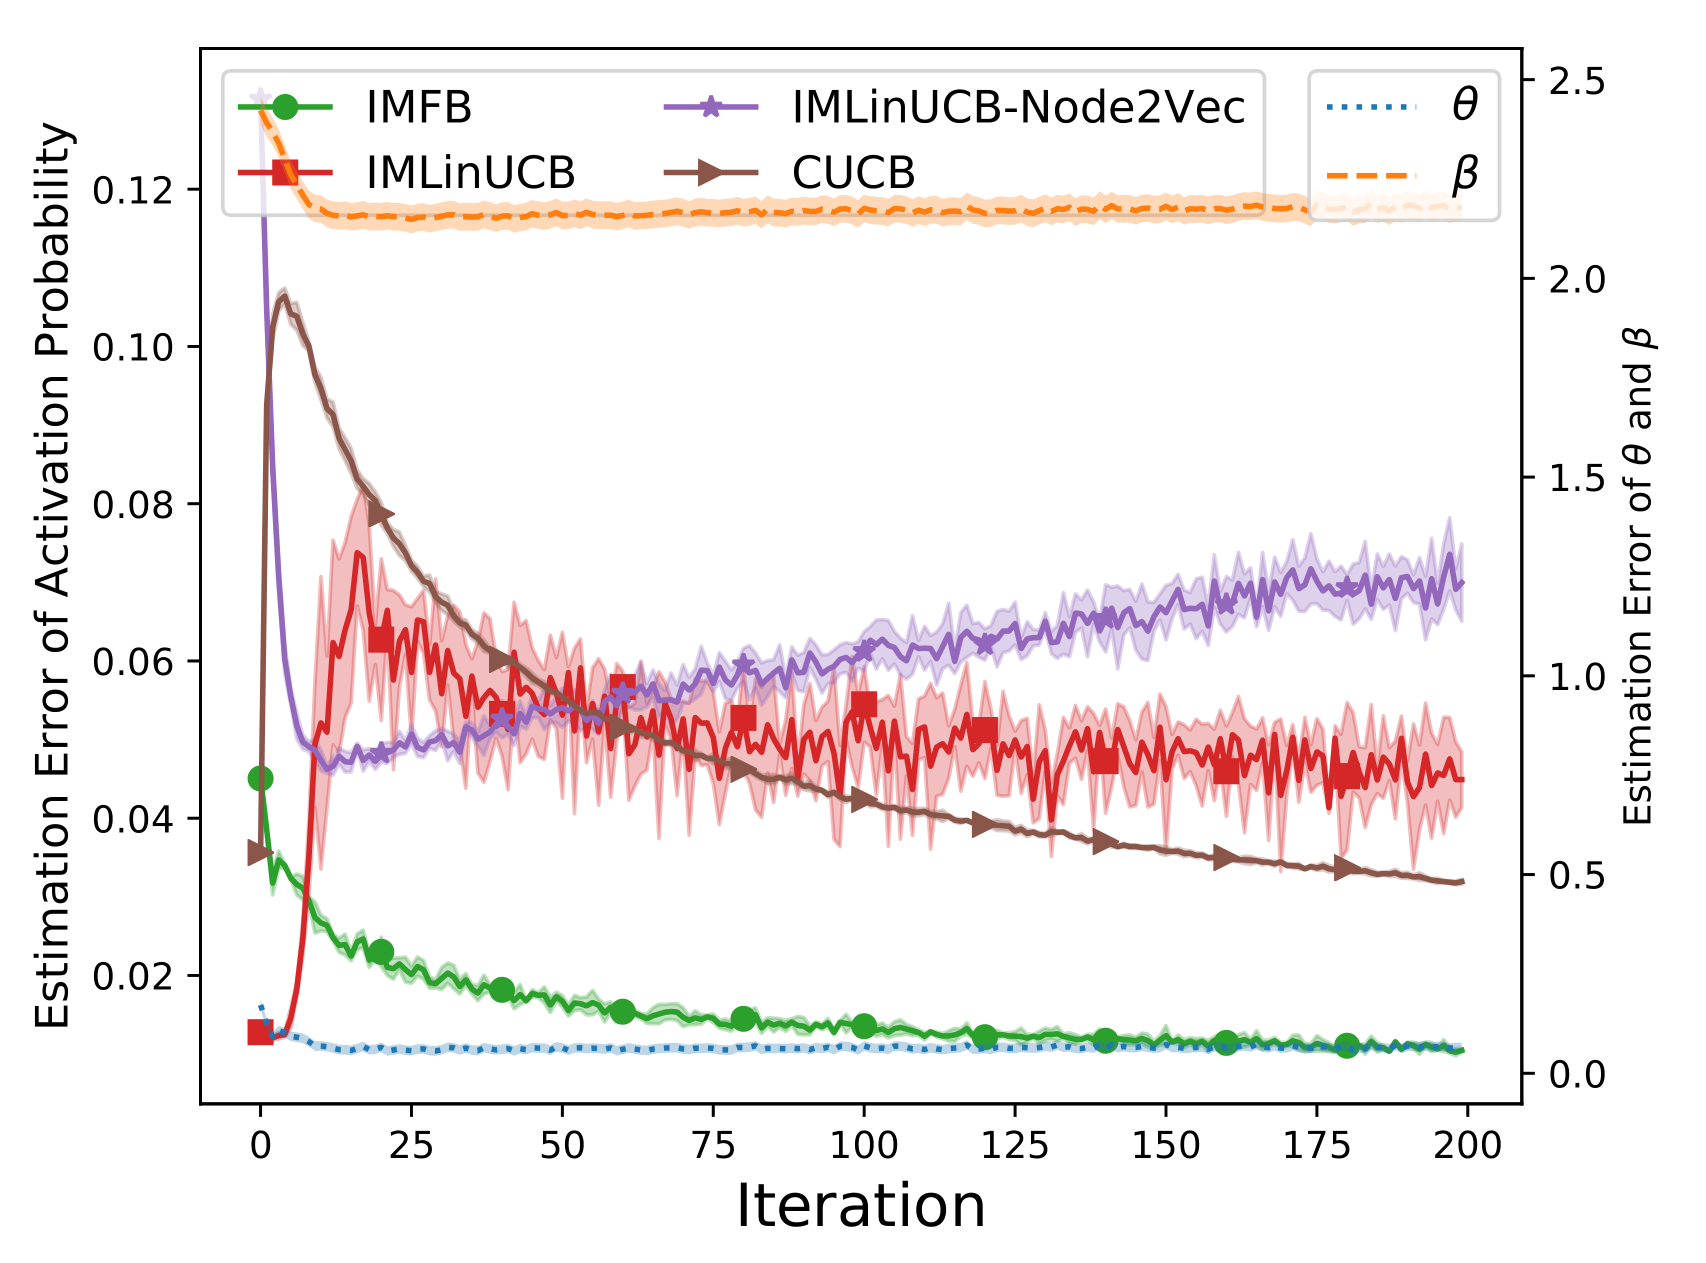 IMFB
IMLinUCB
IMLinUCB-Node2Vec
CUCB
θ
β
Estimation Error of Activation Probability
0.12
0.10
0.08
0.06
0.04
0.02
2.5
2.0
1.5
1.0
0.5
0.0
Estimation Error of θ and β
0 25 50 75 100 125 150 175 200
Iteration